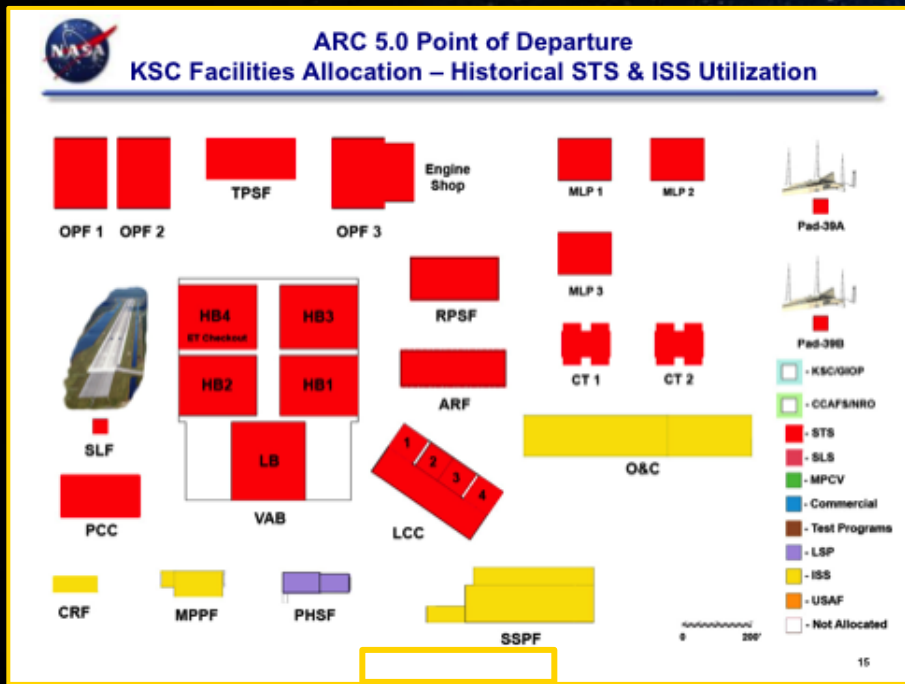 NASA
ARC 5.0 Point of Departure
KSC Facilities Allocation – Historical STS & ISS Utilization
OPF 1
OPF 2
TPSF
OPF 3
Engine
Shop
MLP 1
MLP 2
Pad-39A
MLP 3
Pad-39B
SLF
HB4
ET Checkout
HB3
HB2
HB1
LB
VAB
RPSF
ARF
CT 1
CT 2
1
2
3
4
LCC
O&C
PCC
CRF
MPPF
PHSF
SSPF
- KSC/GIOP
- CCAFS/NRO
- STS
- SLS
- MPCV
- Commercial
- Test Programs
- LSP
- ISS
- USAF
- Not Allocated
0 200'
15